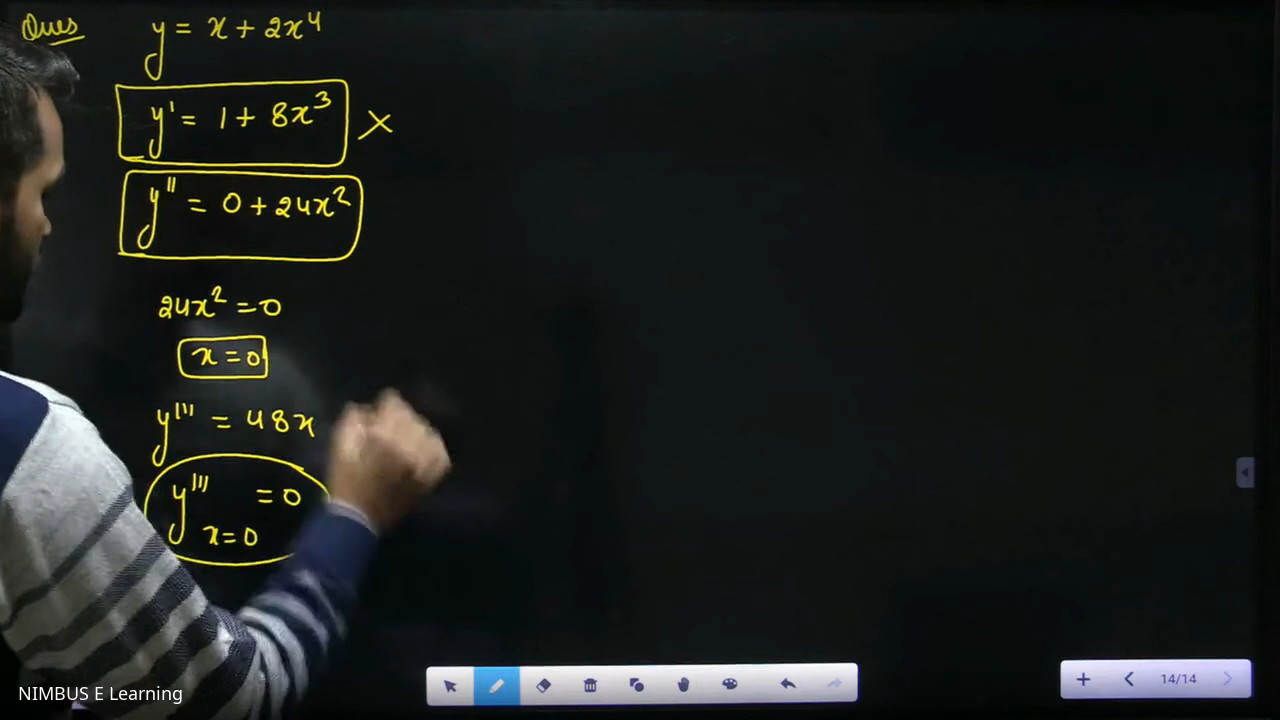 Ques y = x + 2x⁴
y' = 1 + 8x³ ×
y'' = 0 + 24x²
24x² = 0
x = 0
y''' = 48x
y''' = 0
x = 0
14/14
NIMBUS E Learning